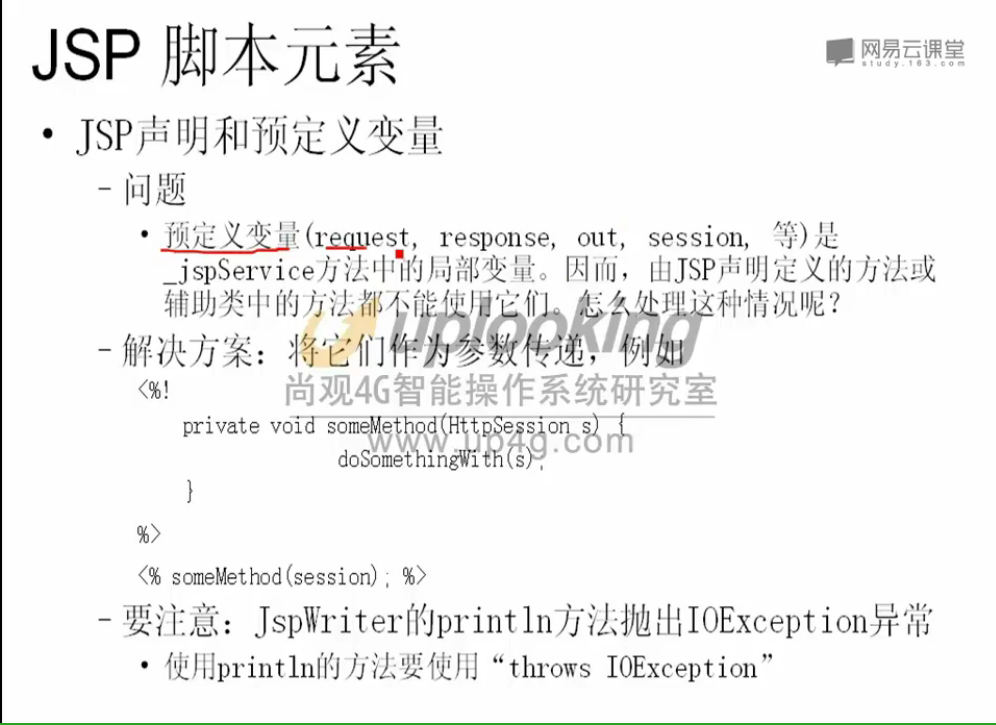 JSP 脚本元素
网易云课堂
study.163.com
• JSP声明和预定义变量
– 问题
• 预定义变量(request, response, out, session, 等)是
_jspService方法中的局部变量。因而，由JSP声明定义的方法或
辅助类中的方法都不能使用它们。怎么处理这种情况呢？
– 解决方案：将它们作为参数传递，例如
uplooking
<%!
尚观4G智能操作系统研究室
private void someMethod(HttpSession s) {
www.up4g.com
doSomethingWith(s);
}
%>
<% someMethod(session); %>
– 要注意：JspWriter的println方法抛出IOException异常
• 使用println的方法要使用“throws IOException”